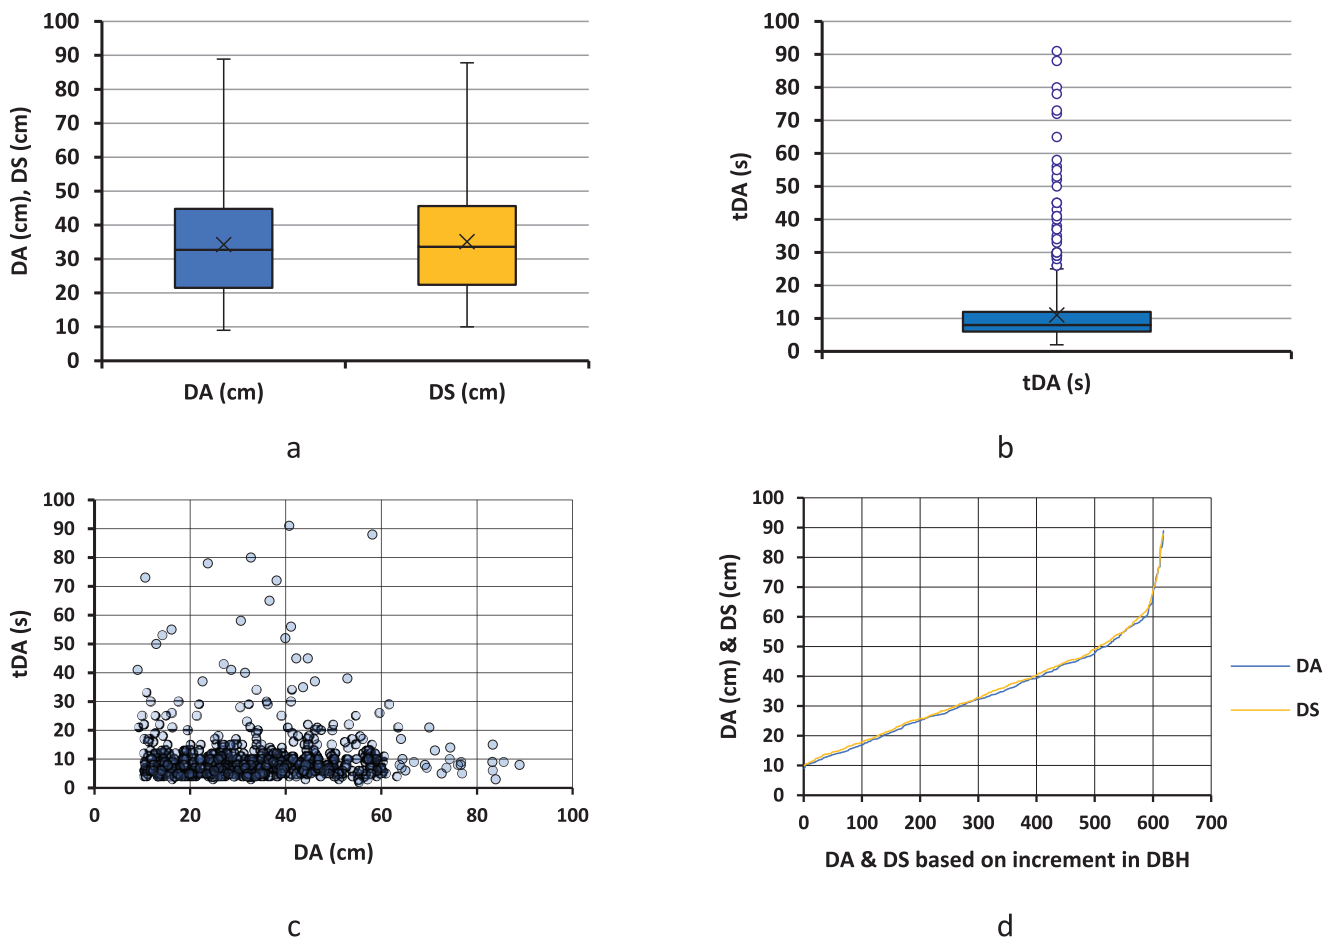 100
90
80
70
60
50
40
30
20
10
0
DA (cm), DS (cm)
DA (cm)
DS (cm)
a
100
90
80
70
60
50
40
30
20
10
0
tDA (s)
tDA (s)
b
100
90
80
70
60
50
40
30
20
10
0
tDA (s)
0 20 40 60 80 100
DA (cm)
c
100
90
80
70
60
50
40
30
20
10
0
DA (cm) & DS (cm)
0 100 200 300 400 500 600 700
DA & DS based on increment in DBH
DA
DS
d